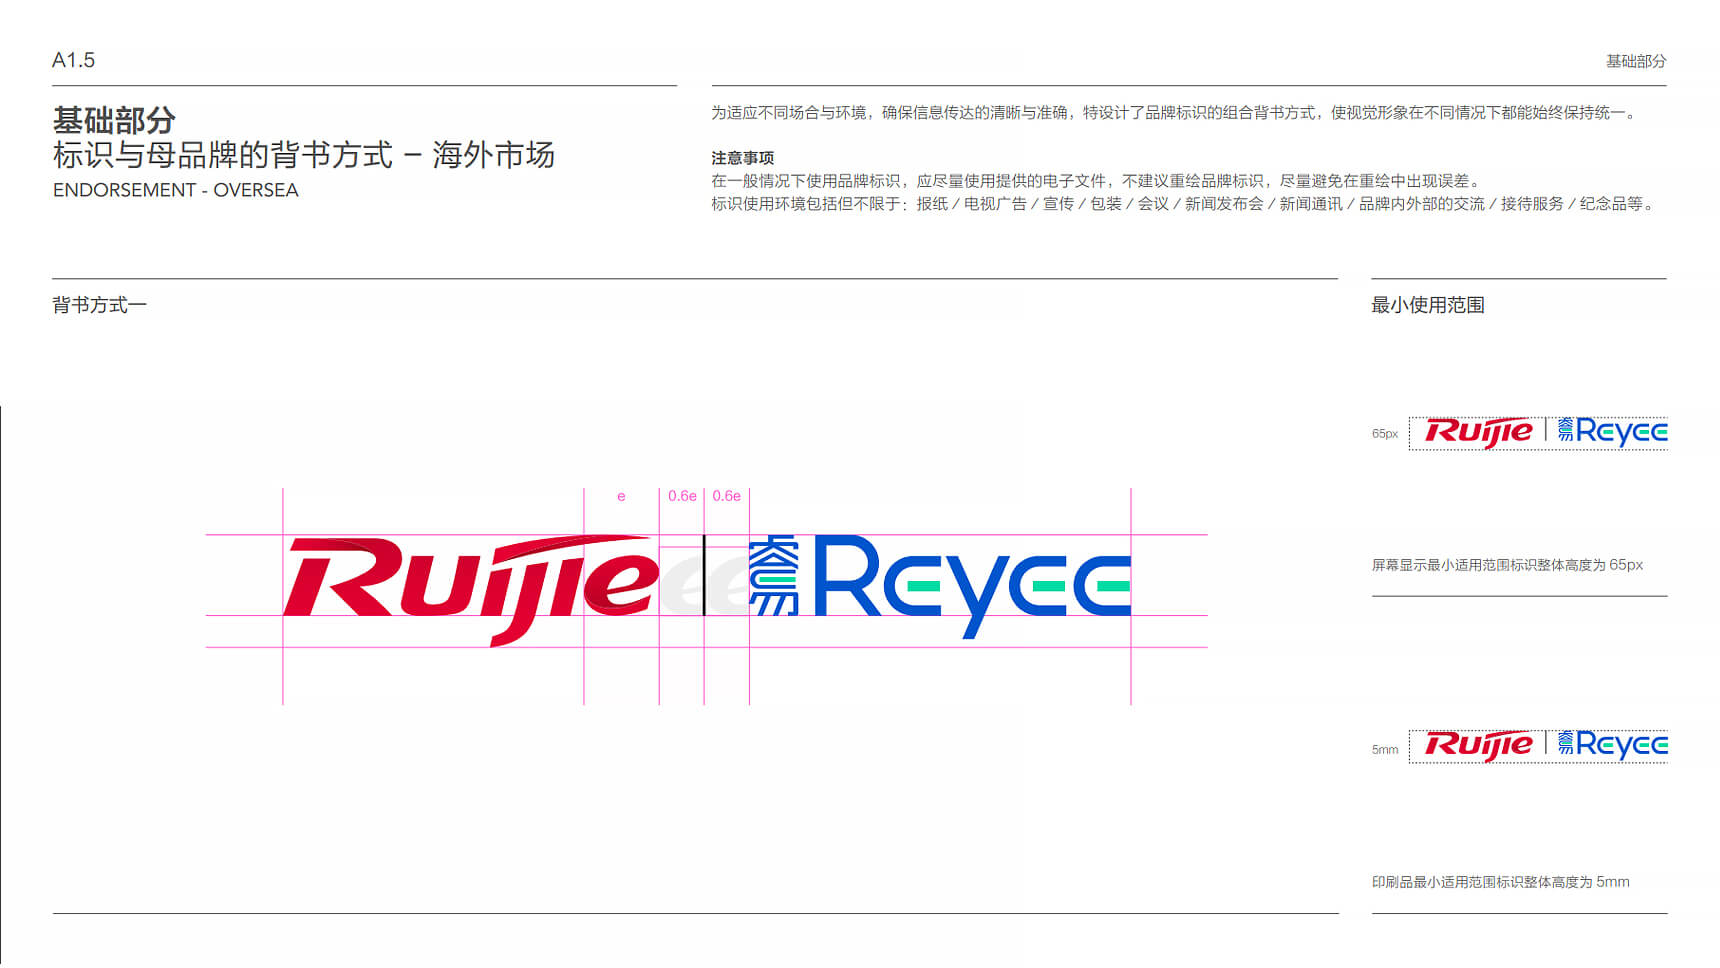 A1.5
基础部分
基础部分
标识与母品牌的背书方式 – 海外市场
ENDORSEMENT - OVERSEA
为适应不同场合与环境，确保信息传达的清晰与准确，特设计了品牌标识的组合背书方式，使视觉形象在不同情况下都能始终保持统一。
注意事项
在一般情况下使用品牌标识，应尽量使用提供的电子文件，不建议重绘品牌标识，尽量避免在重绘中出现误差。
标识使用环境包括但不限于：报纸 / 电视广告 / 宣传 / 包装 / 会议 / 新闻发布会 / 新闻通讯 / 品牌内外部的交流 / 接待服务 / 纪念品等。
背书方式一
e 0.6e 0.6e
Ruijie ee 睿易 Reyee
最小使用范围
65px Ruijie 睿易 Reyee
屏幕显示最小适用范围标识整体高度为 65px
5mm Ruijie 睿易 Reyee
印刷品最小适用范围标识整体高度为 5mm